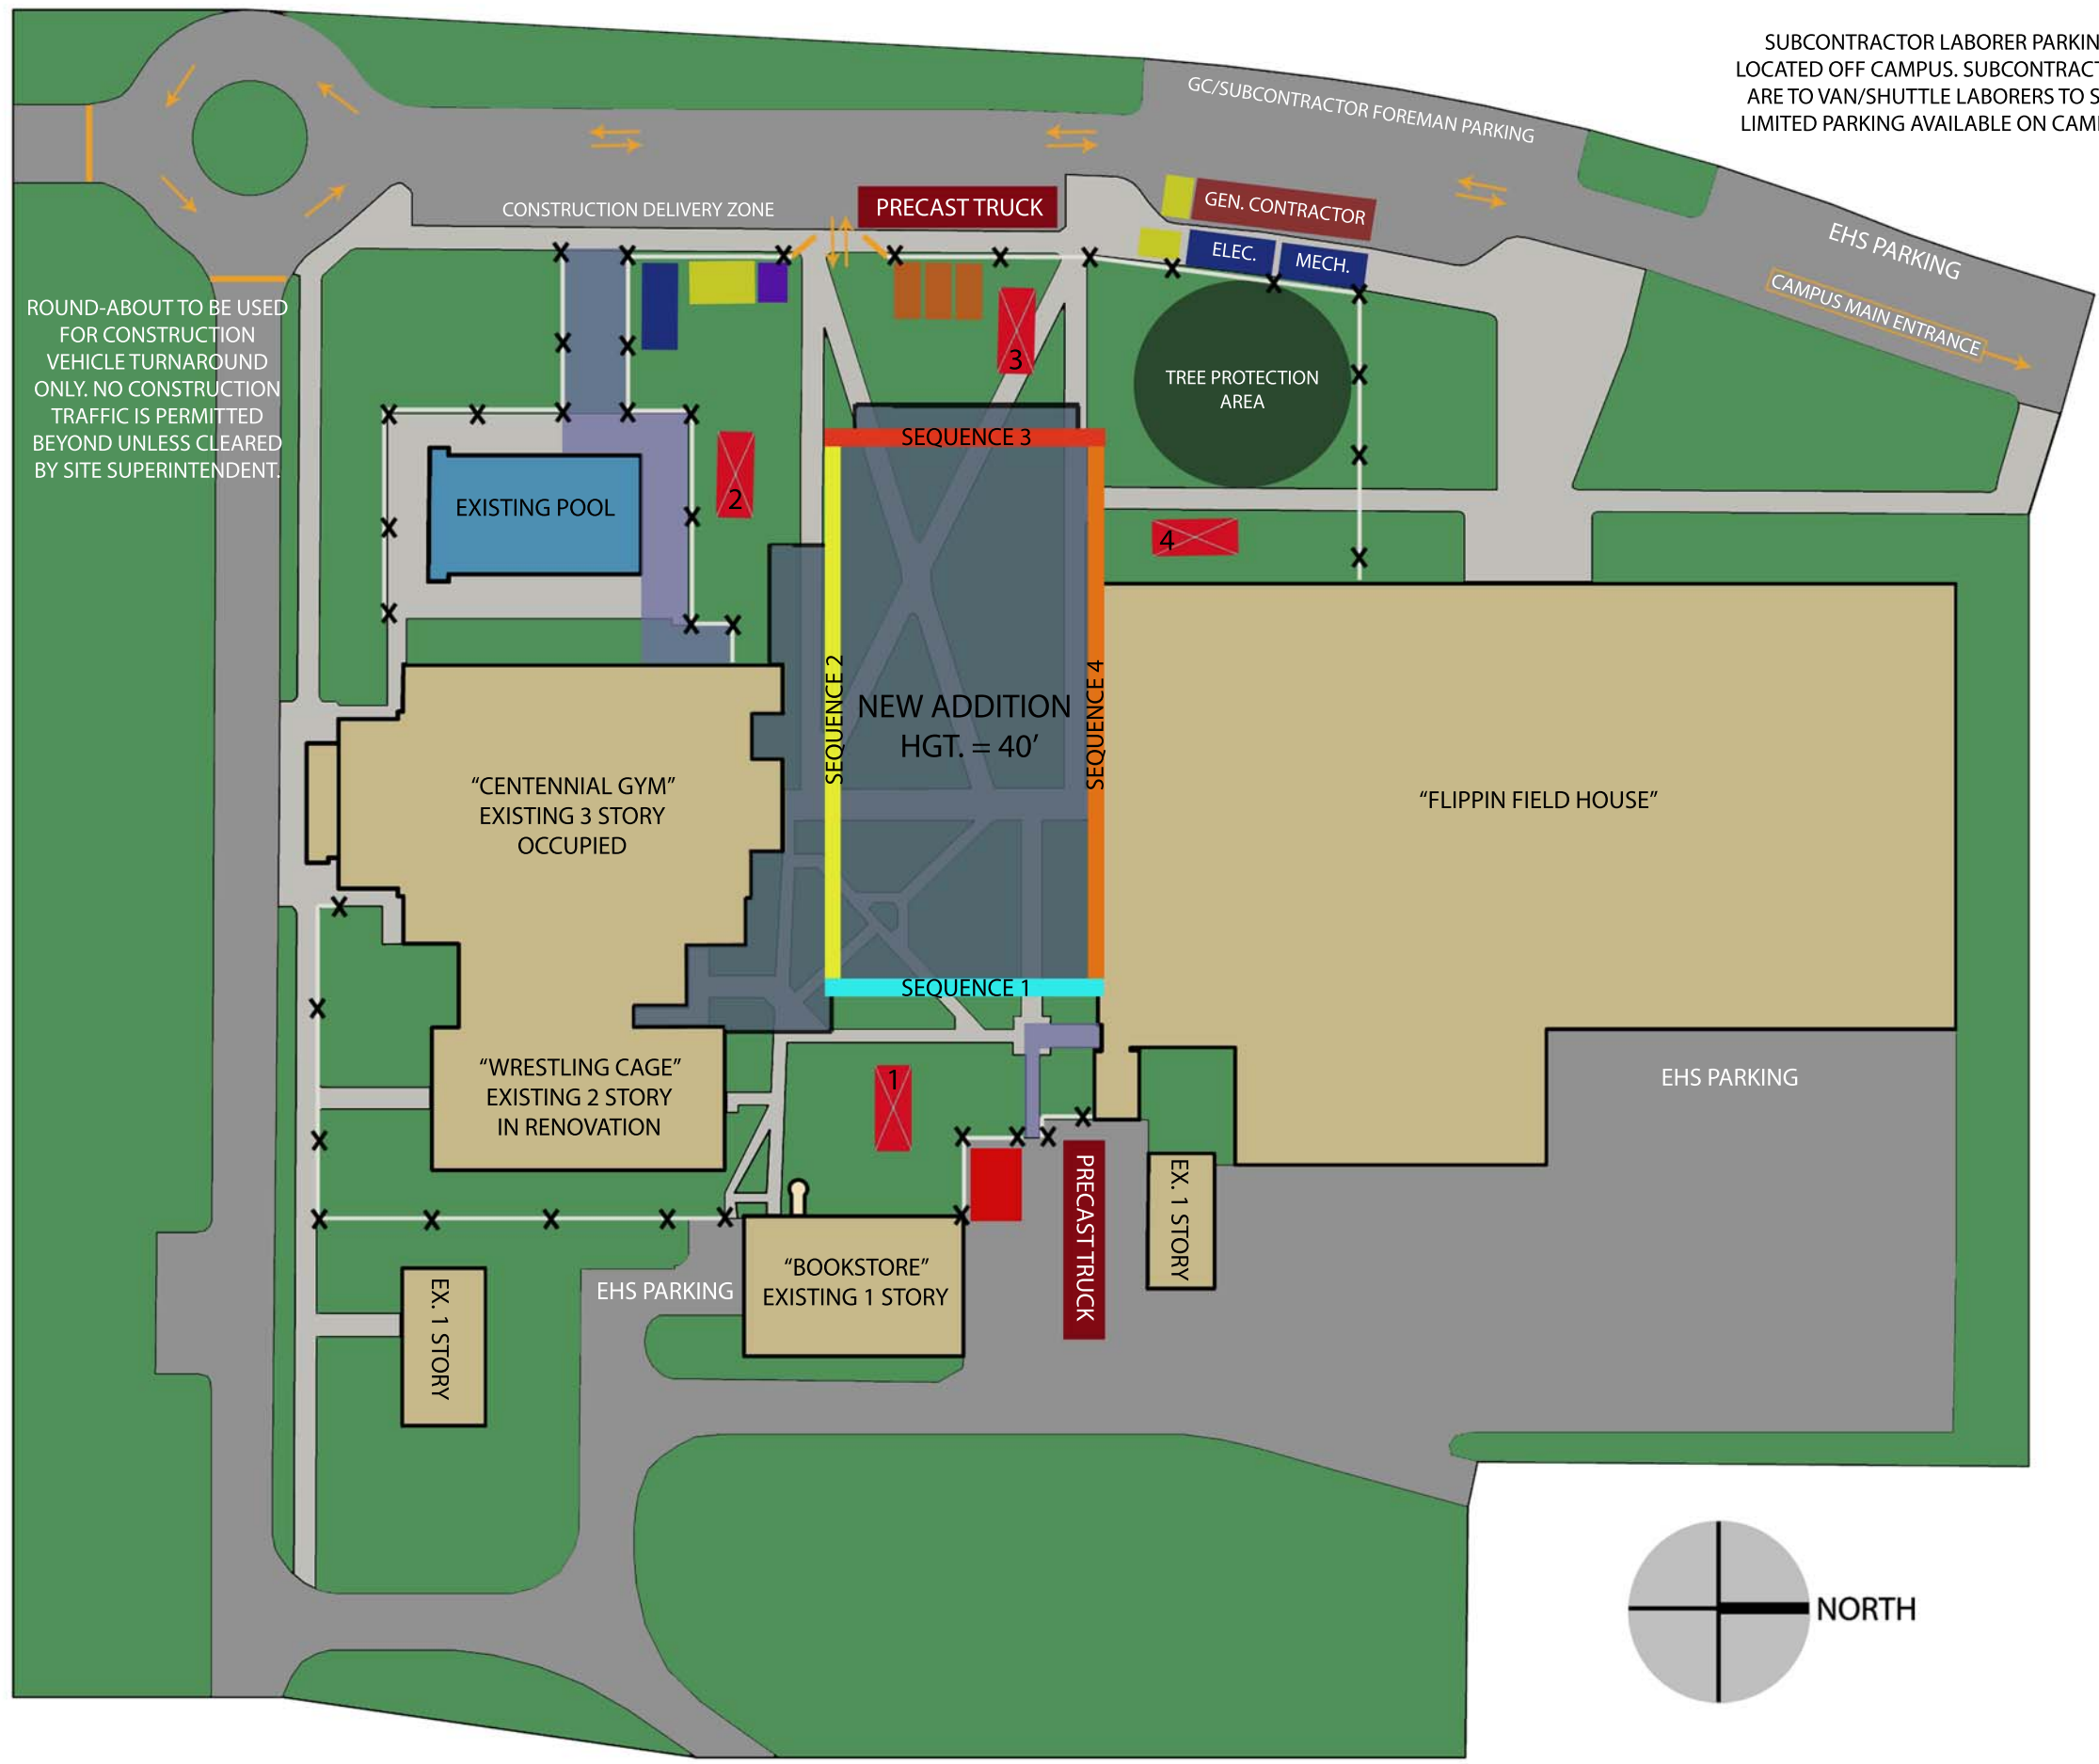 SUBCONTRACTOR LABORER PARKIN
LOCATED OFF CAMPUS. SUBCONTRACT
ARE TO VAN/SHUTTLE LABORERS TO S
LIMITED PARKING AVAILABLE ON CAM
GC/SUBCONTRACTOR FOREMAN PARKING
CONSTRUCTION DELIVERY ZONE
PRECAST TRUCK
GEN. CONTRACTOR
ELEC.
MECH.
EHS PARKING
CAMPUS MAIN ENTRANCE
ROUND-ABOUT TO BE USED
FOR CONSTRUCTION
VEHICLE TURNAROUND
ONLY. NO CONSTRUCTION
TRAFFIC IS PERMITTED
BEYOND UNLESS CLEARED
BY SITE SUPERINTENDENT.
3
TREE PROTECTION
AREA
SEQUENCE 3
2
EXISTING POOL
4
SEQUENCE 2
NEW ADDITION
HGT. = 40’
SEQUENCE 4
“CENTENNIAL GYM”
EXISTING 3 STORY
OCCUPIED
“FLIPPIN FIELD HOUSE”
SEQUENCE 1
“WRESTLING CAGE”
EXISTING 2 STORY
IN RENOVATION
1
EHS PARKING
PRECAST TRUCK
EX. 1 STORY
“BOOKSTORE”
EXISTING 1 STORY
EHS PARKING
EX. 1 STORY
NORTH